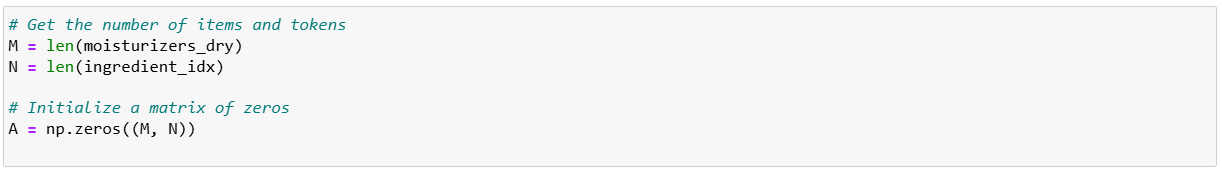 # Get the number of items and tokens
M = len(moisturizers_dry)
N = len(ingredient_idx)
# Initialize a matrix of zeros
A = np.zeros((M, N))